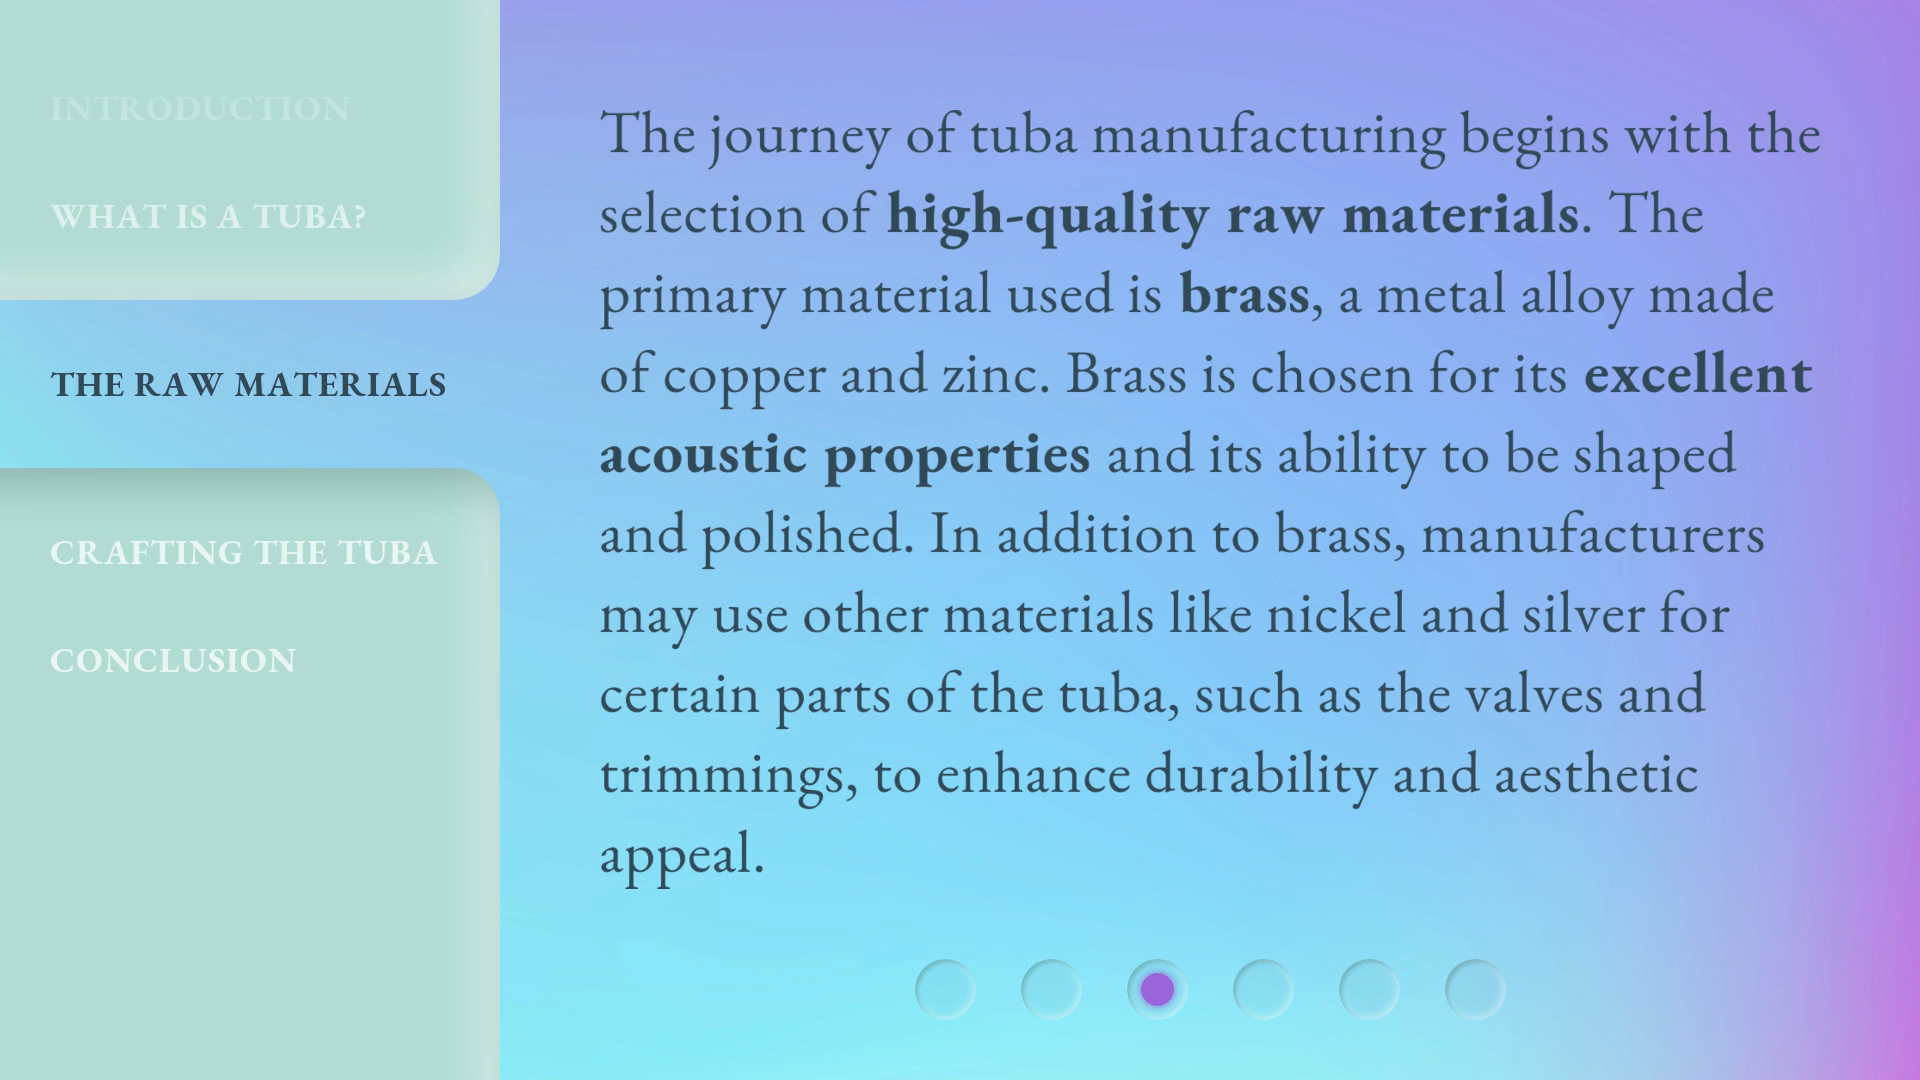 INTRODUCTION
WHAT IS A TUBA?
THE RAW MATERIALS
CRAFTING THE TUBA
CONCLUSION
The journey of tuba manufacturing begins with the
selection of high-quality raw materials. The
primary material used is brass, a metal alloy made
of copper and zinc. Brass is chosen for its excellent
acoustic properties and its ability to be shaped
and polished. In addition to brass, manufacturers
may use other materials like nickel and silver for
certain parts of the tuba, such as the valves and
trimmings, to enhance durability and aesthetic
appeal.